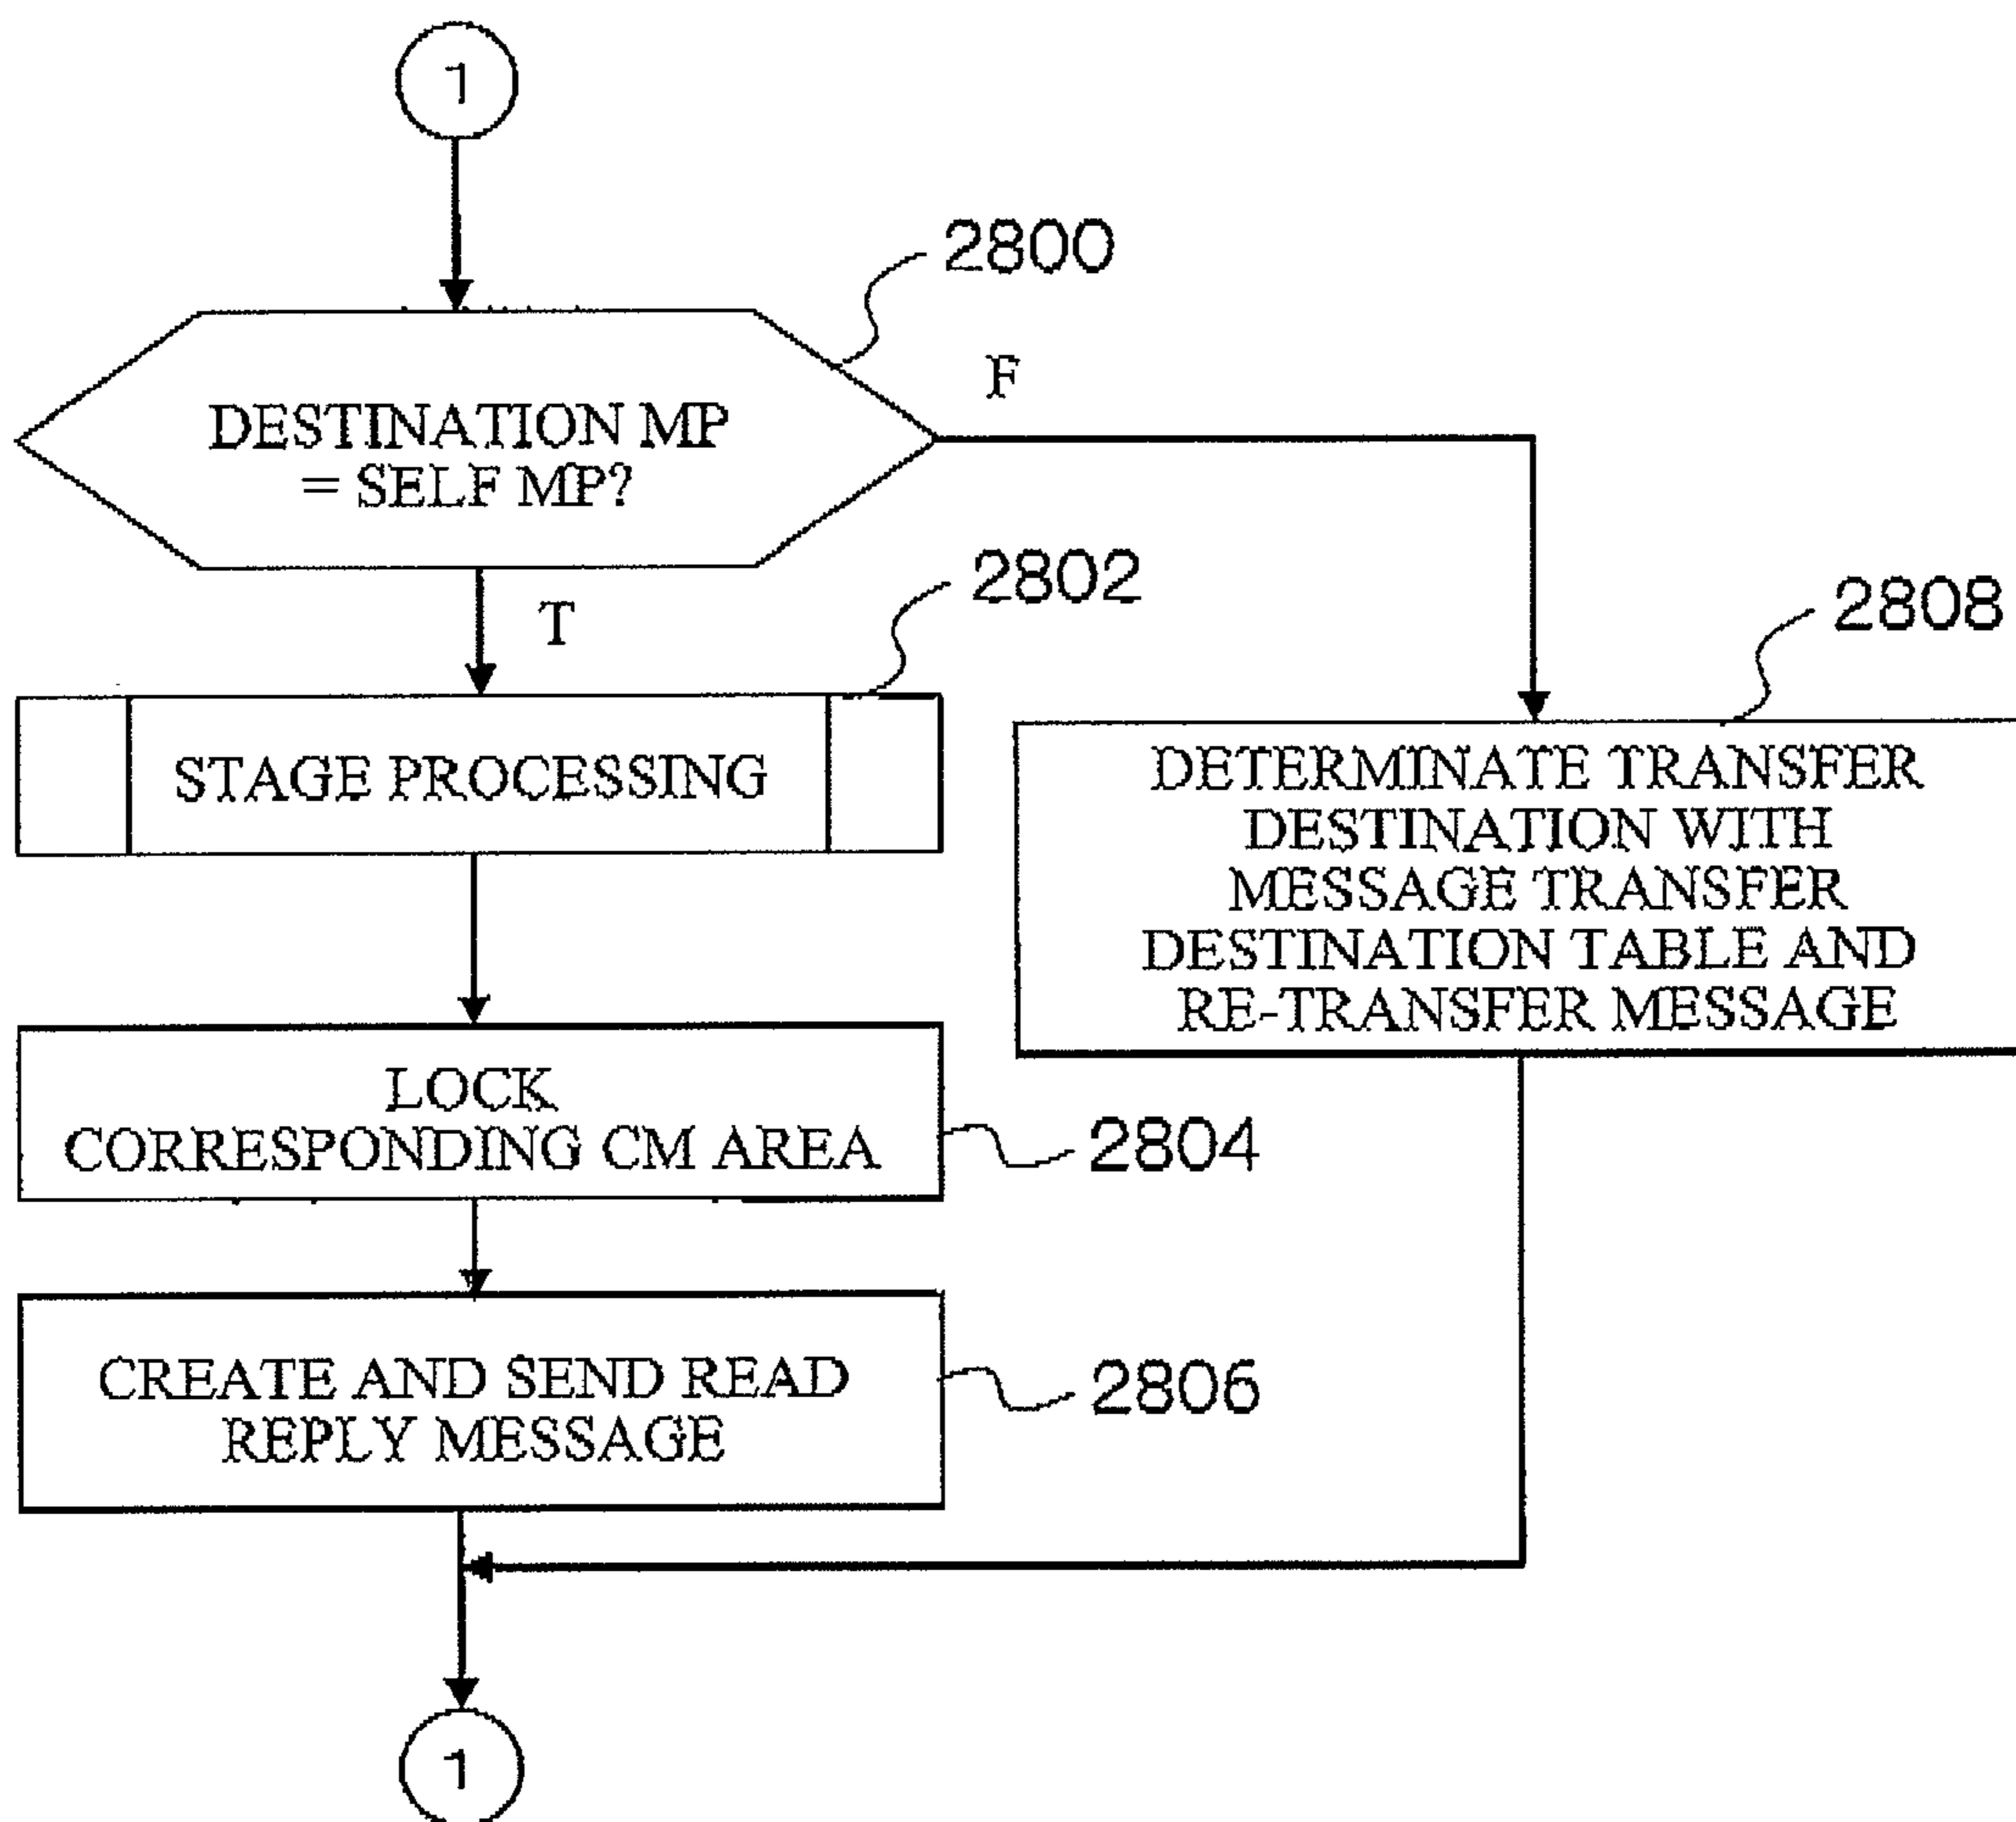 1
2800
F
DESTINATION MP
= SELF MP?
T
2802
2808
STAGE PROCESSING
DETERMINATE TRANSFER
DESTINATION WITH
MESSAGE TRANSFER
DESTINATION TABLE AND
RE-TRANSFER MESSAGE
LOCK
CORRESPONDING CM AREA
2804
CREATE AND SEND READ
REPLY MESSAGE
2806
1